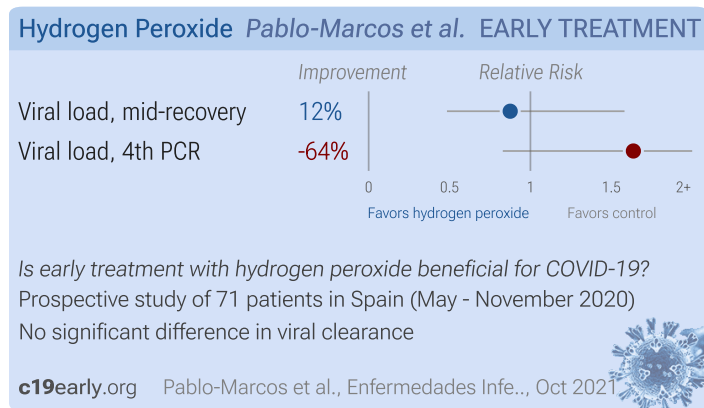 Hydrogen Peroxide Pablo-Marcos et al. EARLY TREATMENT
Improvement Relative Risk
Viral load, mid-recovery 12%
Viral load, 4th PCR -64%
0 0.5 1 1.5 2+
Favors hydrogen peroxide Favors control
Is early treatment with hydrogen peroxide beneficial for COVID-19?
Prospective study of 71 patients in Spain (May - November 2020)
No significant difference in viral clearance
c19early.org Pablo-Marcos et al., Enfermedades Infe.., Oct 2021